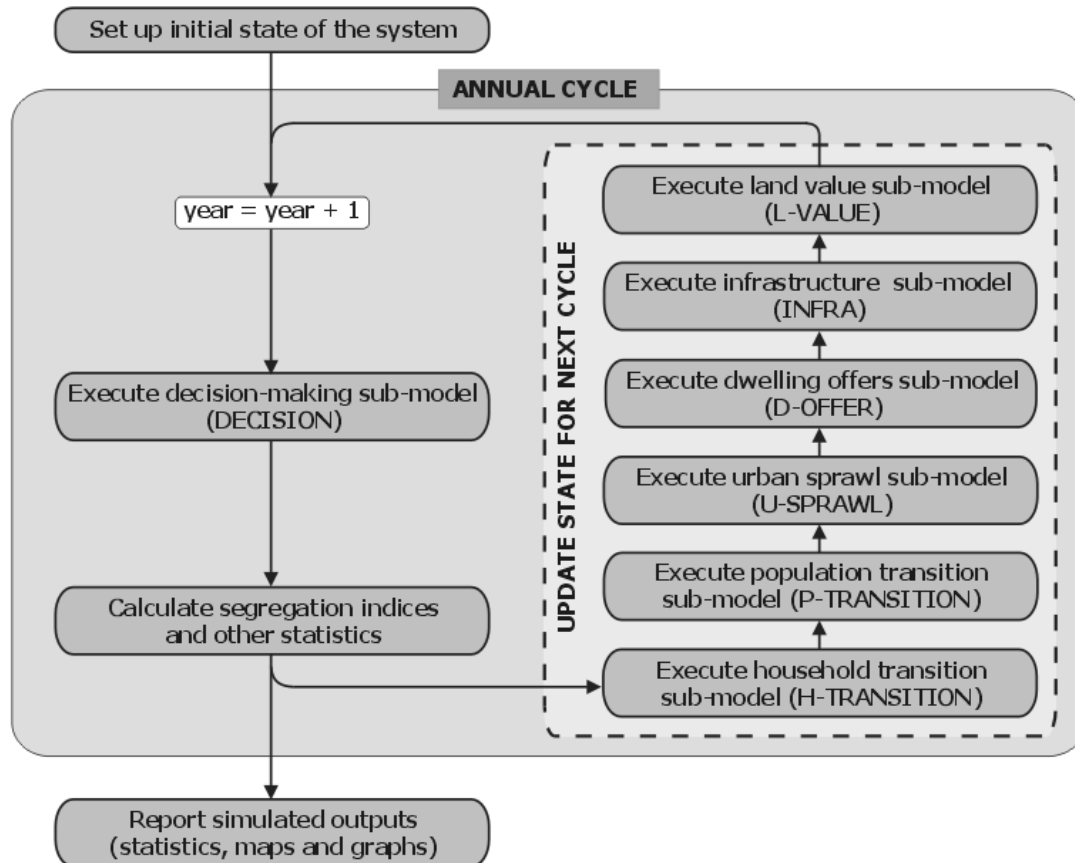 Set up initial state of the system
ANNUAL CYCLE
year = year + 1
Execute decision-making sub-model
(DECISION)
Calculate segregation indices
and other statistics
Report simulated outputs
(statistics, maps and graphs)
UPDATE STATE FOR NEXT CYCLE
Execute land value sub-model
(L-VALUE)
Execute infrastructure sub-model
(INFRA)
Execute dwelling offers sub-model
(D-OFFER)
Execute urban sprawl sub-model
(U-SPRAWL)
Execute population transition
sub-model (P-TRANSITION)
Execute household transition
sub-model (H-TRANSITION)